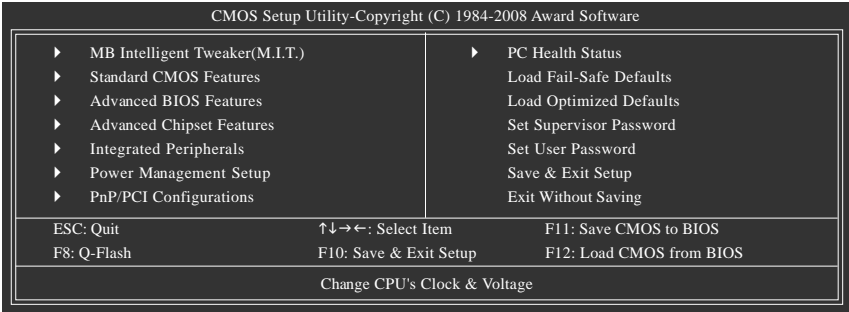 CMOS Setup Utility-Copyright (C) 1984-2008 Award Software
MB Intelligent Tweaker(M.I.T.)
Standard CMOS Features
Advanced BIOS Features
Advanced Chipset Features
Integrated Peripherals
Power Management Setup
PnP/PCI Configurations
PC Health Status
Load Fail-Safe Defaults
Load Optimized Defaults
Set Supervisor Password
Set User Password
Save & Exit Setup
Exit Without Saving
ESC: Quit ↑↓→←: Select Item F11: Save CMOS to BIOS
F8: Q-Flash F10: Save & Exit Setup F12: Load CMOS from BIOS
Change CPU's Clock & Voltage